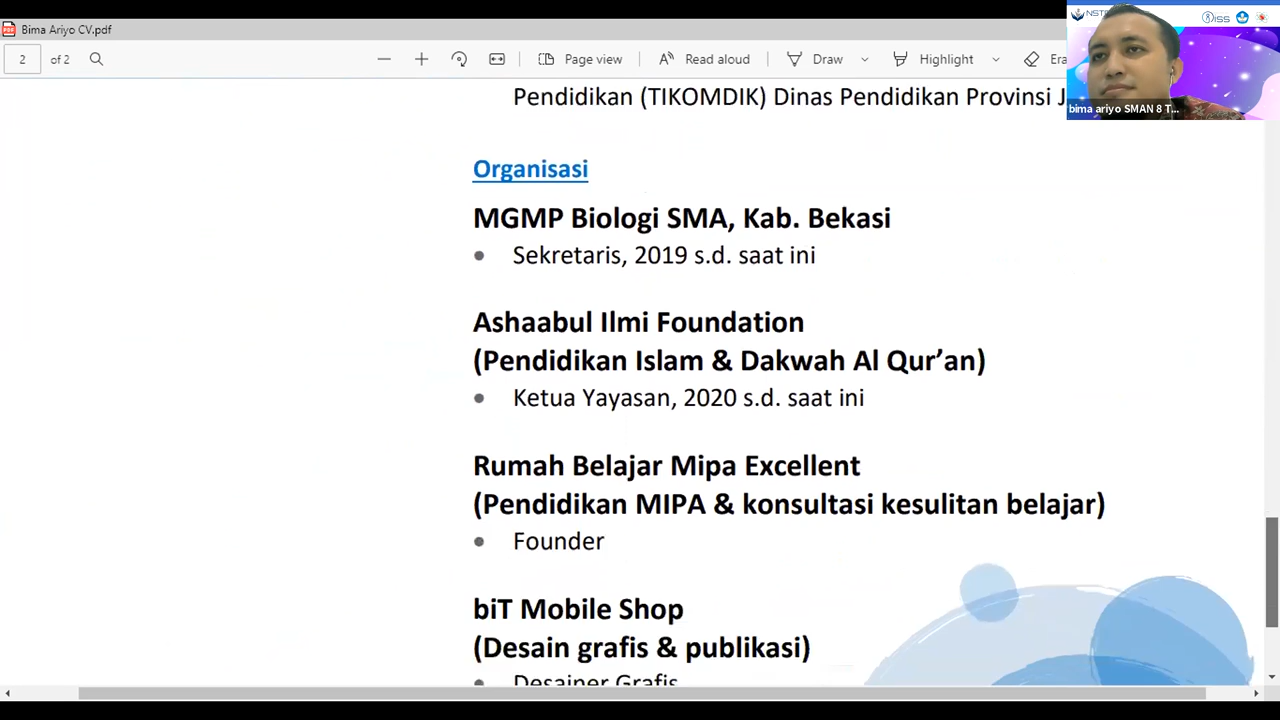 Bima Ariyo CV.pdf
2
of 2
Page view
Read aloud
Draw
Highlight
bima ariyo SMAN 8 T...
Pendidikan (TIKOMDIK) Dinas Pendidikan Provinsi
Organisasi
MGMP Biologi SMA, Kab. Bekasi
• Sekretaris, 2019 s.d. saat ini
Ashaabul Ilmi Foundation
(Pendidikan Islam & Dakwah Al Qur’an)
• Ketua Yayasan, 2020 s.d. saat ini
Rumah Belajar Mipa Excellent
(Pendidikan MIPA & konsultasi kesulitan belajar)
• Founder
biT Mobile Shop
(Desain grafis & publikasi)
• Desainer Grafis